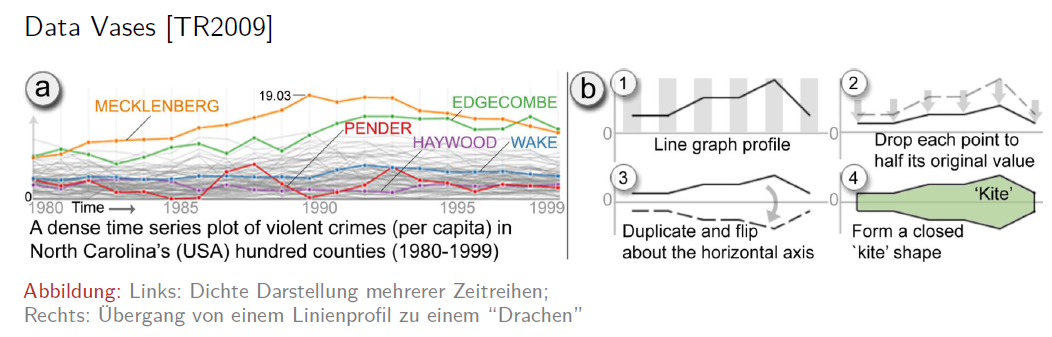 Data Vases [TR2009]
a
MECKLENBERG
19.03
EDGECOMBE
PENDER
HAYWOOD
WAKE
0
1980 Time 1985 1990 1995 1999
A dense time series plot of violent crimes (per capita) in
North Carolina's (USA) hundred counties (1980-1999)
b
1
0
Line graph profile
2
0
Drop each point to
half its original value
3
0
Duplicate and flip
about the horizontal axis
4
0
'Kite'
Form a closed
`kite' shape
Abbildung: Links: Dichte Darstellung mehrerer Zeitreihen;
Rechts: Übergang von einem Linienprofil zu einem “Drachen”